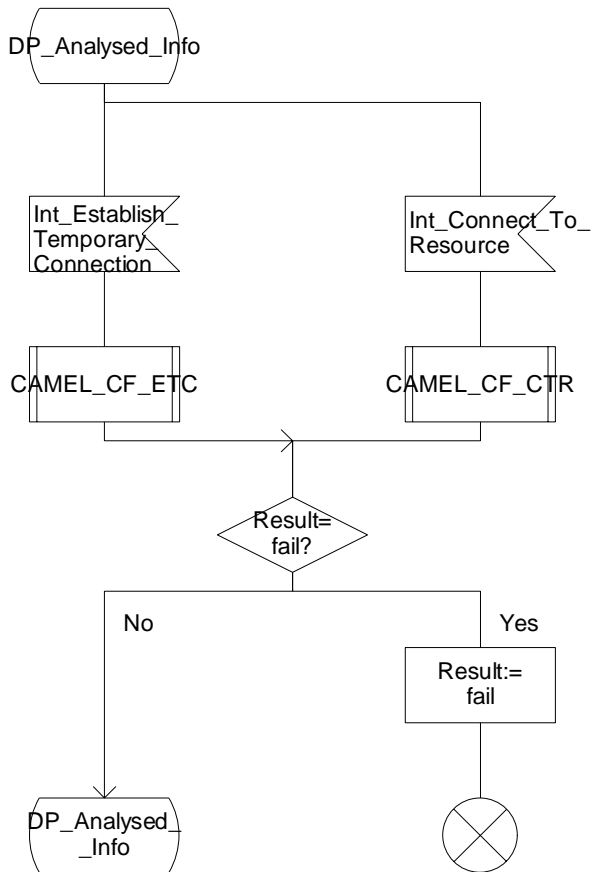 DP_Analysed_Info
Int_Establish_
Temporary_
Connection
Int_Connect_To_
Resource
CAMEL_CF_ETC
CAMEL_CF_CTR
Result=
fail?
No
Yes
Result:=
fail
DP_Analysed_
_Info